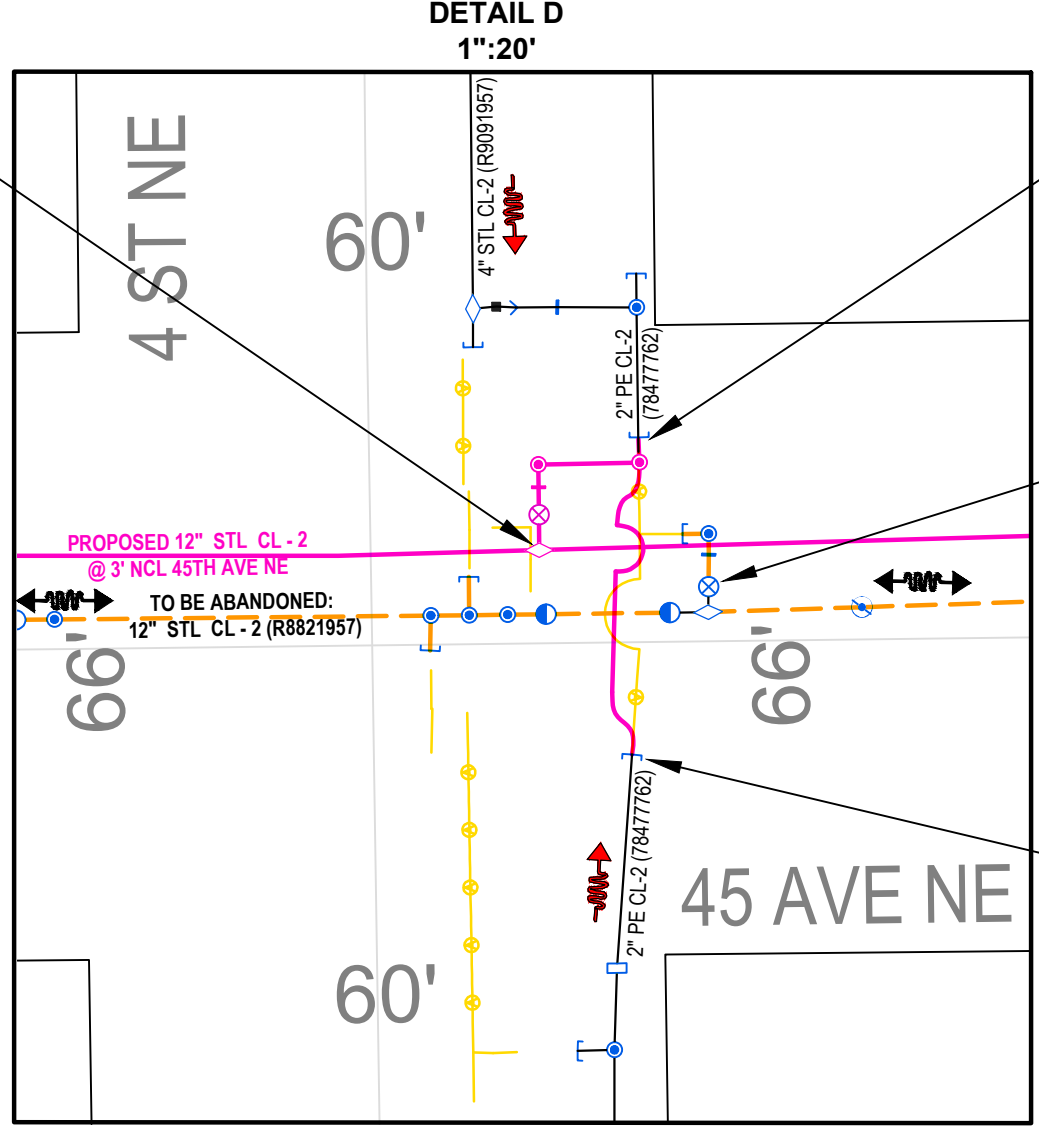 DETAIL D
1":20'
4 ST NE
60'
4" STL CL-2 (R9091957)
2" PE CL-2
(78477762)
PROPOSED 12" STL CL - 2
@ 3' NCL 45TH AVE NE
TO BE ABANDONED:
12" STL CL - 2 (R8821957)
66'
66'
2" PE CL-2 (78477762)
45 AVE NE
60'